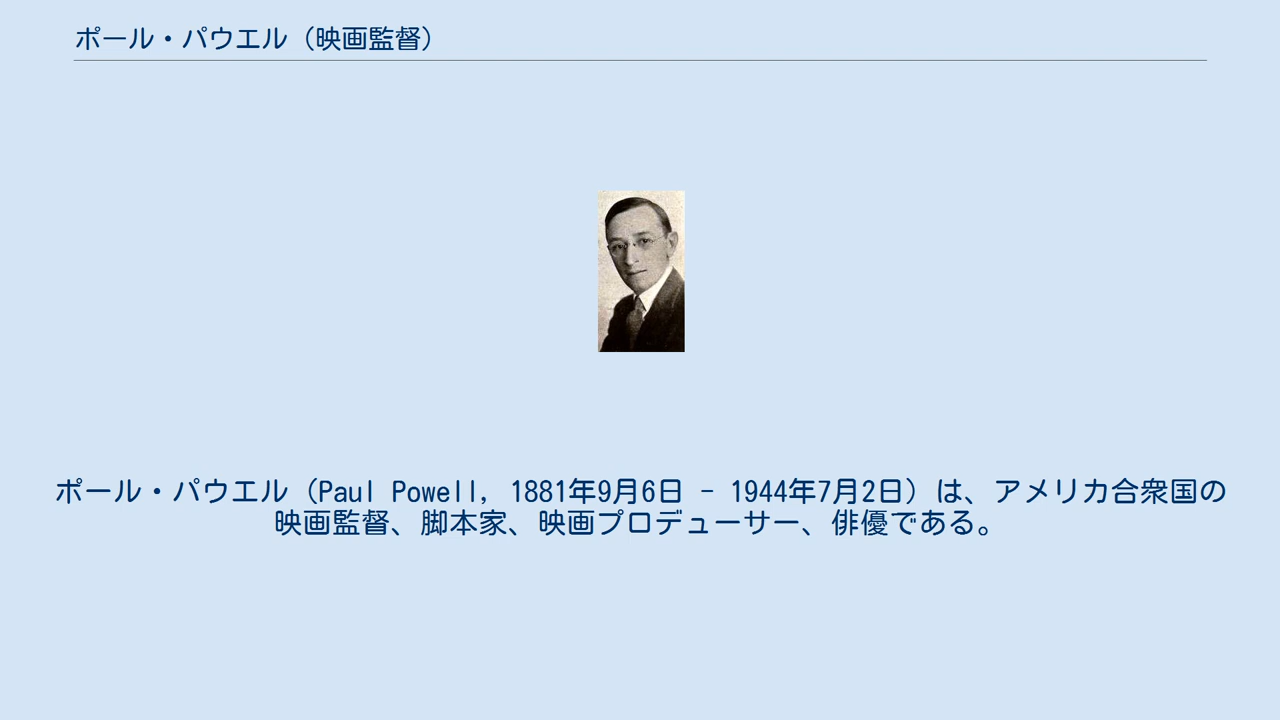 ポール・パウエル（映画監督）
ポール・パウエル（Paul Powell, 1881年9月6日 - 1944年7月2日）は、アメリカ合衆国の
映画監督、脚本家、映画プロデューサー、俳優である。